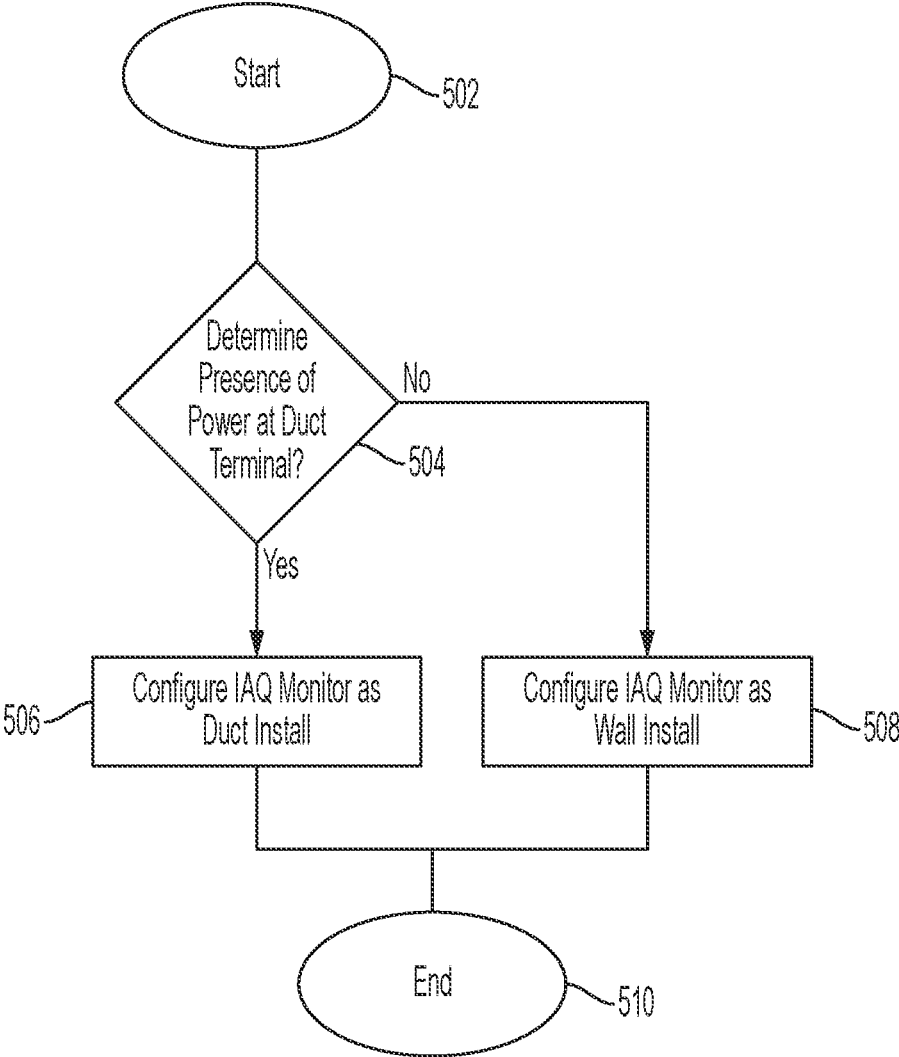 Start
502
Determine
Presence of
Power at Duct
Terminal?
No
504
Yes
Configure IAQ Monitor as
Duct Install
506
Configure IAQ Monitor as
Wall Install
508
End
510